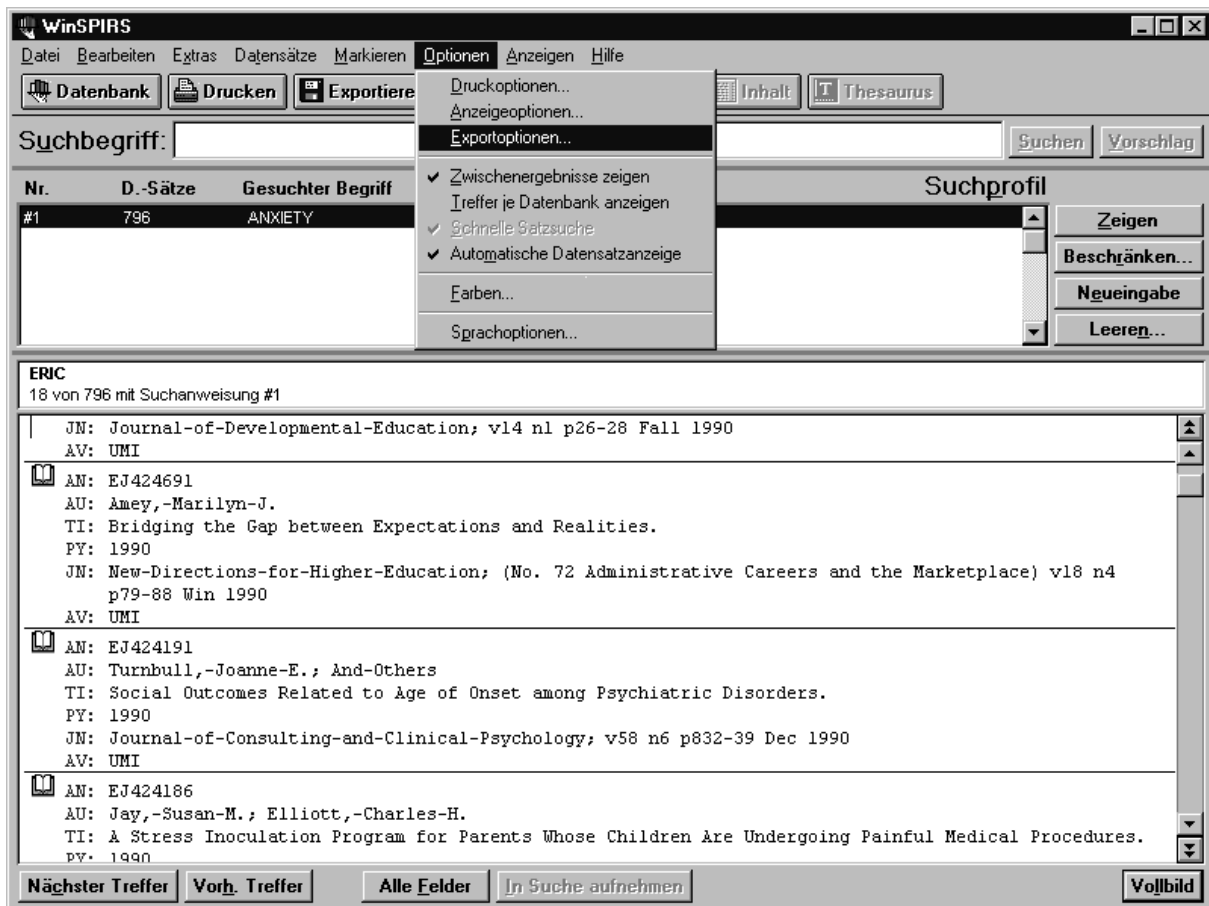 WinSPIRS
Datei Bearbeiten Extras Datensätze Markieren Optionen Anzeigen Hilfe
Datenbank Drucken Exportiere Inhalt Thesaurus
Suchbegriff: Suchen Vorschlag
Druckoptionen...
Anzeigeoptionen...
Exportoptionen...
Zwischenergebnisse zeigen
Treffer je Datenbank anzeigen
Schnelle Satzsuche
Automatische Datensatzanzeige
Farben...
Sprachoptionen...
Nr. D.-Sätze Gesuchter Begriff Suchprofil
#1 796 ANXIETY
Zeigen
Beschränken...
Neueingabe
Leeren...
ERIC
18 von 796 mit Suchanweisung #1
JN: Journal-of-Developmental-Education; v14 n1 p26-28 Fall 1990
AV: UMI
AN: EJ424691
AU: Amey,-Marilyn-J.
TI: Bridging the Gap between Expectations and Realities.
PY: 1990
JN: New-Directions-for-Higher-Education; (No. 72 Administrative Careers and the Marketplace) v18 n4
p79-88 Win 1990
AV: UMI
AN: EJ424191
AU: Turnbull,-Joanne-E.; And-Others
TI: Social Outcomes Related to Age of Onset among Psychiatric Disorders.
PY: 1990
JN: Journal-of-Consulting-and-Clinical-Psychology; v58 n6 p832-39 Dec 1990
AV: UMI
AN: EJ424186
AU: Jay,-Susan-M.; Elliott,-Charles-H.
TI: A Stress Inoculation Program for Parents Whose Children Are Undergoing Painful Medical Procedures.
PY: 1990
Nächster Treffer Vorh. Treffer Alle Felder In Suche aufnehmen Vollbild